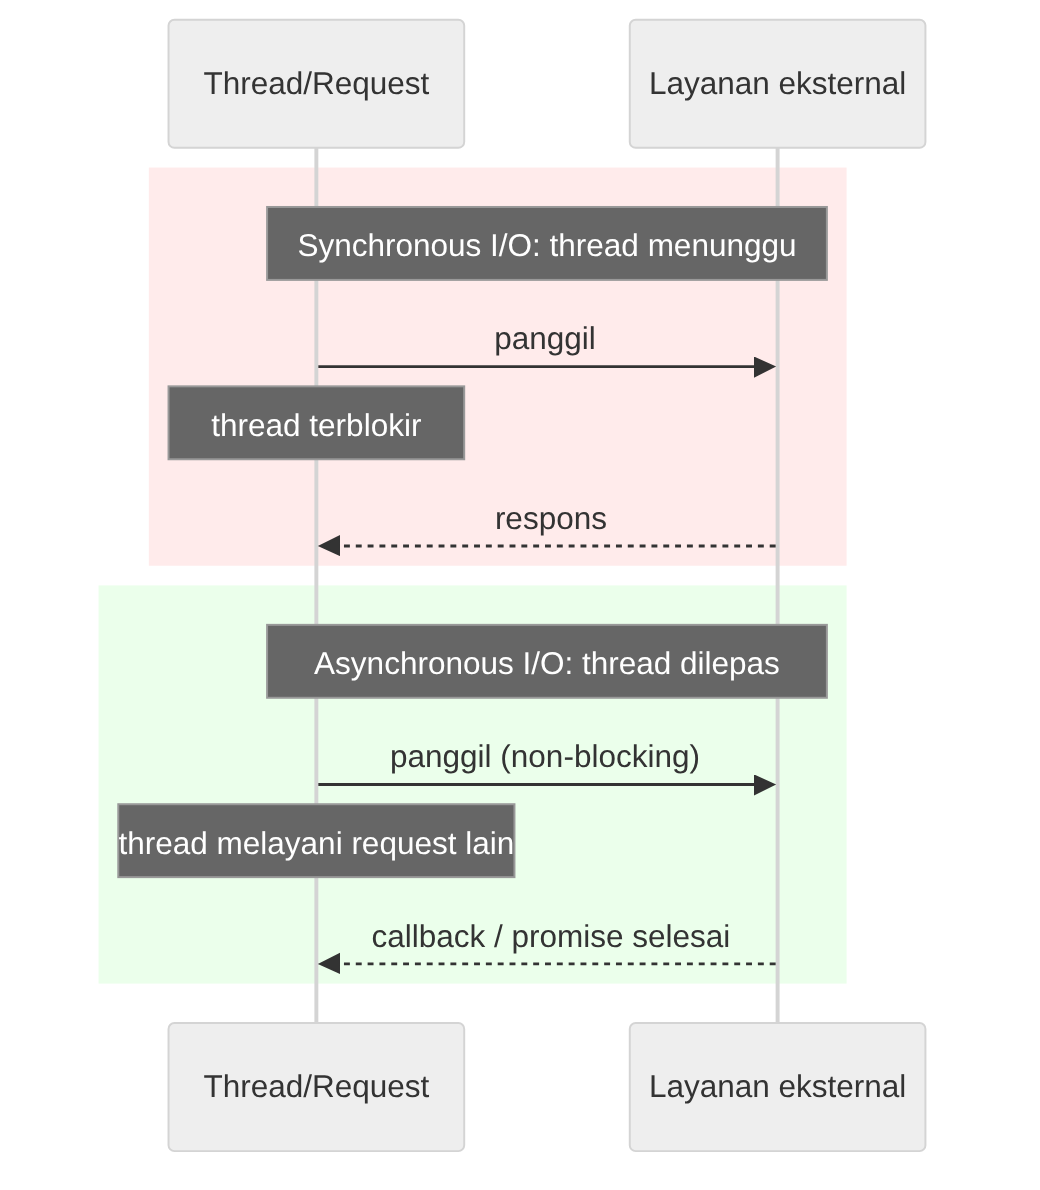 Thread/Request
Layanan eksternal
Synchronous I/O: thread menunggu
panggil
thread terblokir
respons
Asynchronous I/O: thread dilepas
panggil (non-blocking)
thread melayani request lain
callback / promise selesai
Thread/Request
Layanan eksternal